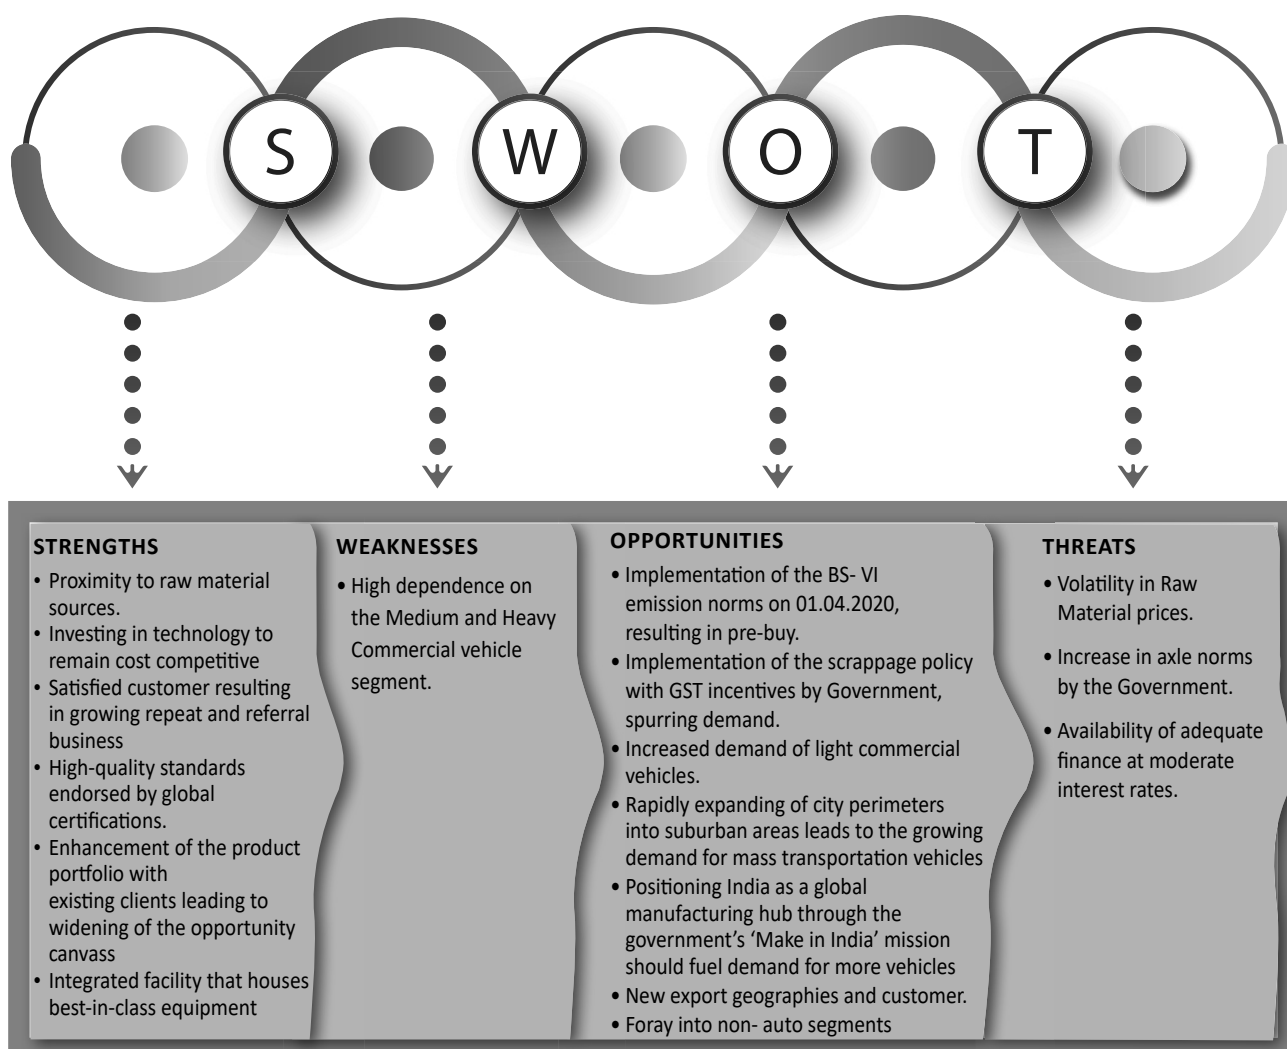 S W O T
STRENGTHS
• Proximity to raw material
sources.
• Investing in technology to
remain cost competitive
• Satisfied customer resulting
in growing repeat and referral
business
• High-quality standards
endorsed by global
certifications.
• Enhancement of the product
portfolio with
existing clients leading to
widening of the opportunity
canvass
• Integrated facility that houses
best-in-class equipment
WEAKNESSES
• High dependence on
the Medium and Heavy
Commercial vehicle
segment.
OPPORTUNITIES
• Implementation of the BS- VI
emission norms on 01.04.2020,
resulting in pre-buy.
• Implementation of the scrappage policy
with GST incentives by Government,
spurring demand.
• Increased demand of light commercial
vehicles.
• Rapidly expanding of city perimeters
into suburban areas leads to the growing
demand for mass transportation vehicles
• Positioning India as a global
manufacturing hub through the
government’s ‘Make in India’ mission
should fuel demand for more vehicles
• New export geographies and customer.
• Foray into non- auto segments
THREATS
• Volatility in Raw
Material prices.
• Increase in axle norms
by the Government.
• Availability of adequate
finance at moderate
interest rates.